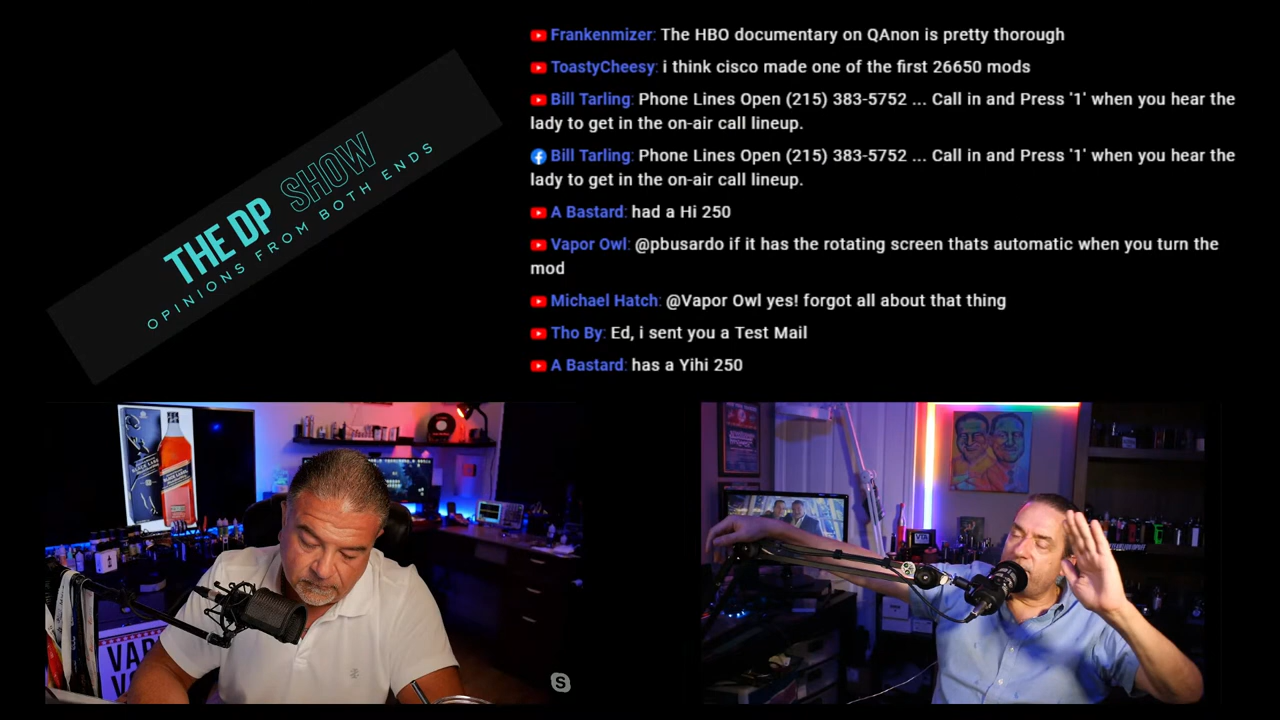 THE DP SHOW
OPINIONS FROM BOTH ENDS
Frankenmizer: The HBO documentary on QAnon is pretty thorough
ToastyCheesy: i think cisco made one of the first 26650 mods
Bill Tarling: Phone Lines Open (215) 383-5752 ... Call in and Press '1' when you hear the
lady to get in the on-air call lineup.
Bill Tarling: Phone Lines Open (215) 383-5752 ... Call in and Press '1' when you hear the
lady to get in the on-air call lineup.
A Bastard: had a Hi 250
Vapor Owl: @pbusardo if it has the rotating screen thats automatic when you turn the
mod
Michael Hatch: @Vapor Owl yes! forgot all about that thing
Tho By: Ed, i sent you a Test Mail
A Bastard: has a Yihi 250